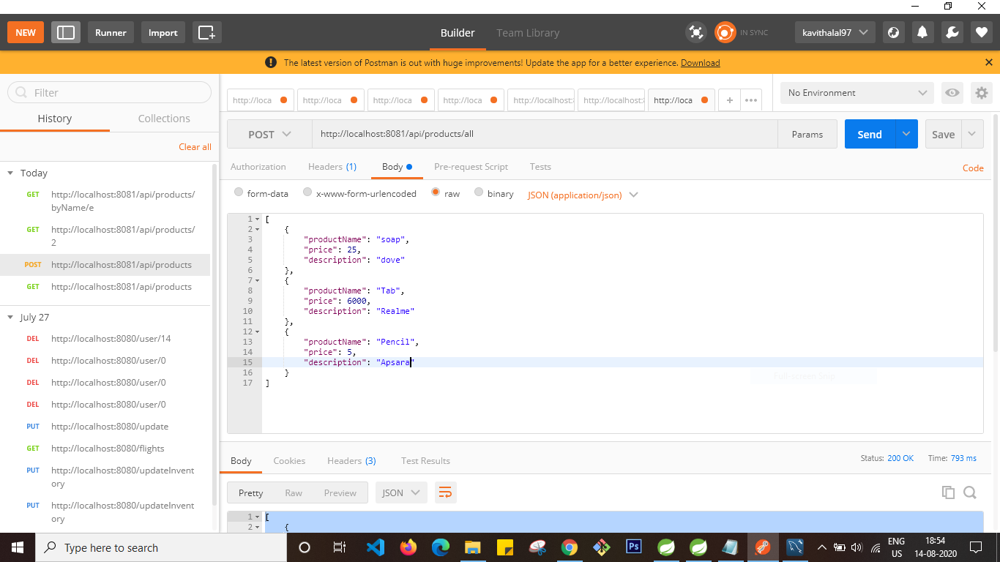 NEW Runner Import Builder Team Library IN SYNC kavithalal97
The latest version of Postman is out with huge improvements! Update the app for a better experience. Download
Filter
History Collections
Clear all
Today
GET http://localhost:8081/api/products/
byName/e
GET http://localhost:8081/api/products/
2
POST http://localhost:8081/api/products
GET http://localhost:8081/api/products
July 27
DEL http://localhost:8080/user/14
DEL http://localhost:8080/user/0
DEL http://localhost:8080/user/0
DEL http://localhost:8080/user/0
PUT http://localhost:8080/update
GET http://localhost:8080/flights
PUT http://localhost:8080/updateInvent
ory
PUT http://localhost:8080/updateInvent
ory
http://loca http://loca http://loca http://loca http://localhost: http://localhost: http://loca + ••• No Environment
POST http://localhost:8081/api/products/all Params Send Save
Authorization Headers (1) Body Pre-request Script Tests Code
form-data x-www-form-urlencoded raw binary JSON (application/json)
1 [
2 {
3 "productName": "soap",
4 "price": 25,
5 "description": "dove"
6 },
7 {
8 "productName": "Tab",
9 "price": 6000,
10 "description": "Realme"
11 },
12 {
13 "productName": "Pencil",
14 "price": 5,
15 "description": "Apsara"
16 }
17 ]
Full-screen Snip
Body Cookies Headers (3) Test Results Status: 200 OK Time: 793 ms
Pretty Raw Preview JSON
1 [
2 {
Type here to search
Ps
ENG
US
18:54
14-08-2020